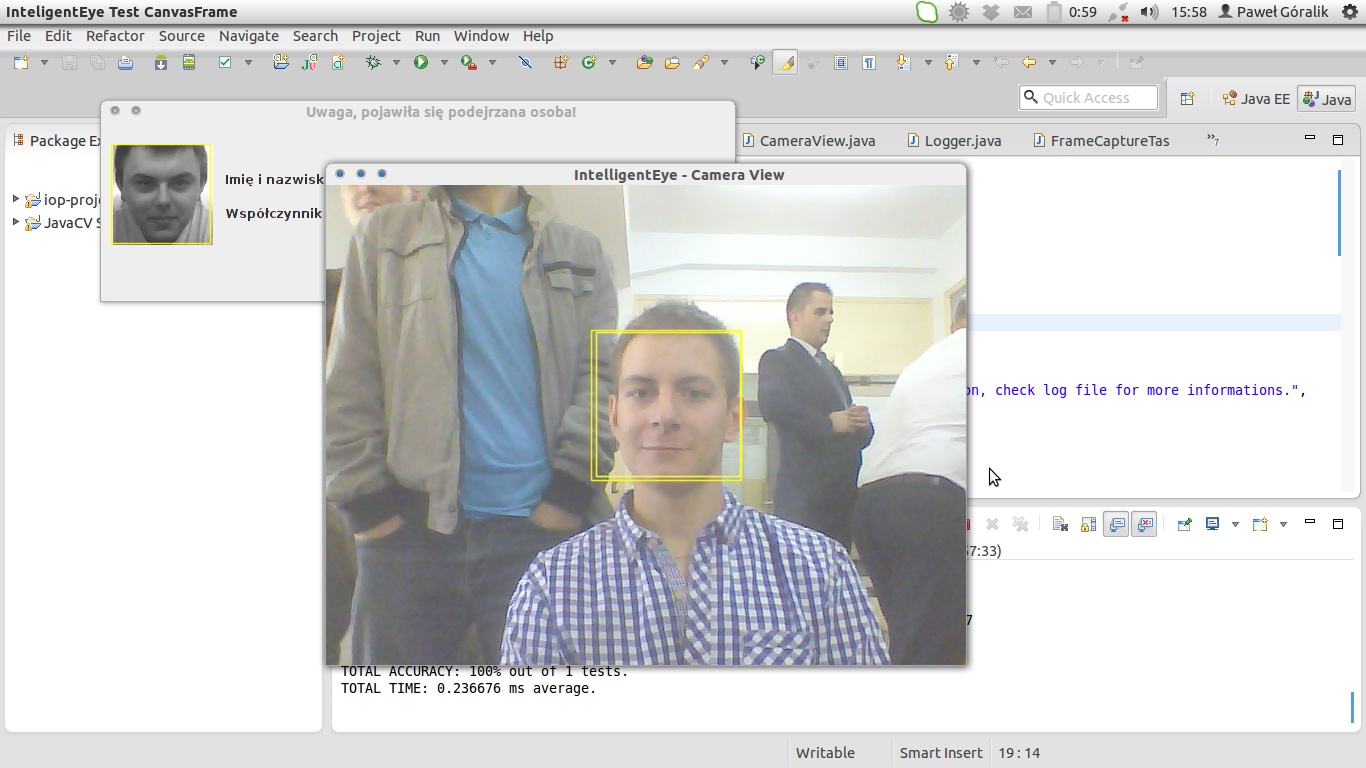 InteligentEye Test CanvasFrame
0:59
15:58
Paweł Góralik
File Edit Refactor Source Navigate Search Project Run Window Help
Quick Access
Java EE
Java
Uwaga, pojawiła się podejrzana osoba!
Package Ex
CameraView.java
Logger.java
FrameCaptureTas
IntelligentEye - Camera View
Imię i nazwisk
iop-proje
Współczynnik
JavaCV S
on, check log file for more informations.",
57:33)
7
TOTAL ACCURACY: 100% out of 1 tests.
TOTAL TIME: 0.236676 ms average.
Writable
Smart Insert
19 : 14